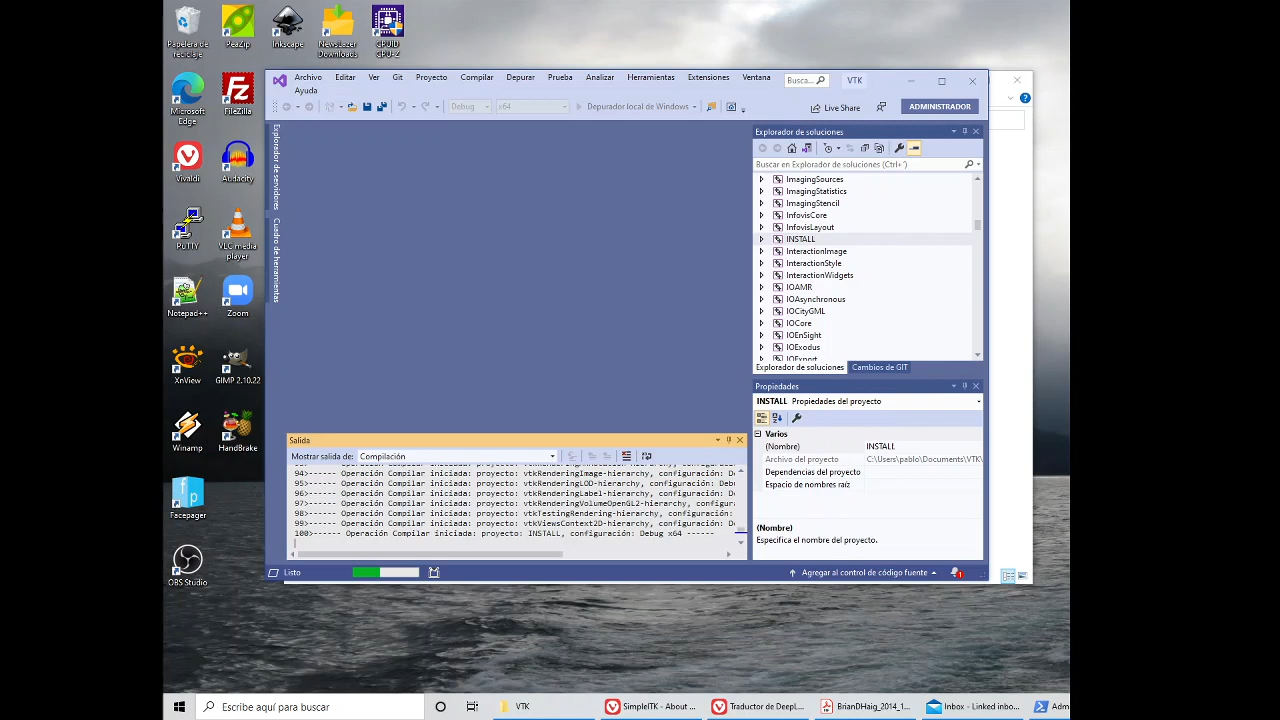 Papelera de reciclaje
PeaZip
Inkscape
NewsLazer Downloads
CPUID CPU-Z
Microsoft Edge
FileZilla
Vivaldi
Audacity
PuTTY
VLC media player
Notepad++
Zoom
XnView
GIMP 2.10.22
Winamp
HandBrake
Facepager
OBS Studio
Archivo Editar Ver Git Proyecto Compilar Depurar Prueba Analizar Herramientas Extensiones Ventana Busca... VTK
Ayuda
Debug x64 Depurador local de Windows Live Share ADMINISTRADOR
Explorador de servidores
Cuadro de herramientas
Explorador de soluciones
Buscar en Explorador de soluciones (Ctrl+´)
ImagingSources
ImagingStatistics
ImagingStencil
InfovisCore
InfovisLayout
INSTALL
InteractionImage
InteractionStyle
InteractionWidgets
IOAMR
IOAsynchronous
IOCityGML
IOCore
IOEnSight
IOExodus
IOExport
Explorador de soluciones Cambios de GIT
Propiedades
INSTALL Propiedades del proyecto
Varios
(Nombre) INSTALL
Archivo del proyecto C:\Users\pablo\Documents\VTK\
Dependencias del proyecto
Espacio de nombres raíz
(Nombre)
Especifica el nombre del proyecto.
Salida
Mostrar salida de: Compilación
94>------ Operación Compilar iniciada: proyecto: vtkRenderingImage-hierarchy, configuración: De
95>------ Operación Compilar iniciada: proyecto: vtkRenderingLOD-hierarchy, configuración: Debu
96>------ Operación Compilar iniciada: proyecto: vtkRenderingLabel-hierarchy, configuración: De
97>------ Operación Compilar iniciada: proyecto: vtkRenderingVolumeOpenGL2-hierarchy, configura
98>------ Operación Compilar iniciada: proyecto: vtkTestingRendering-hierarchy, configuración:
99>------ Operación Compilar iniciada: proyecto: vtkViewsContext2D-hierarchy, configuración: De
100>------ Operación Compilar iniciada: proyecto: INSTALL, configuración: Debug x64 ------
Listo Agregar al control de código fuente 1
Escribe aquí para buscar VTK SimpleITK - About ... Traductor de DeepL... BrianDHaig_2014_1... Inbox - Linked inbo... Adm